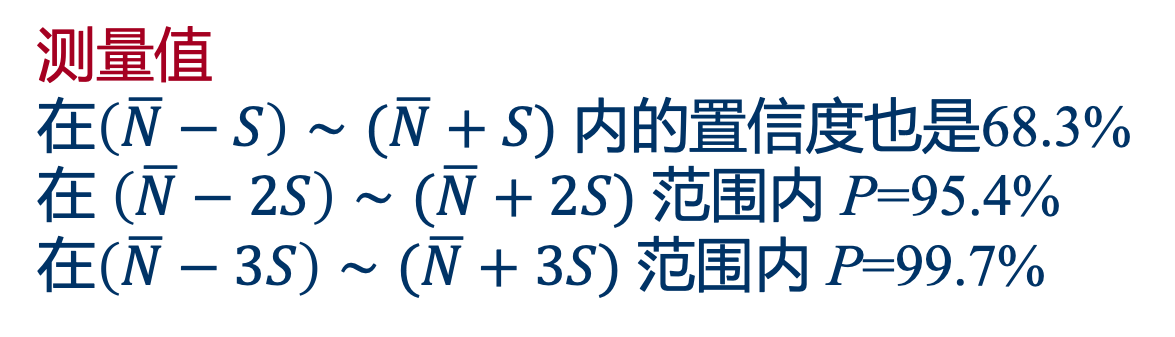 测量值
在(N̅ − S) ~ (N̅ + S) 内的置信度也是68.3%
在 (N̅ − 2S) ~ (N̅ + 2S) 范围内 P=95.4%
在(N̅ − 3S) ~ (N̅ + 3S) 范围内 P=99.7%